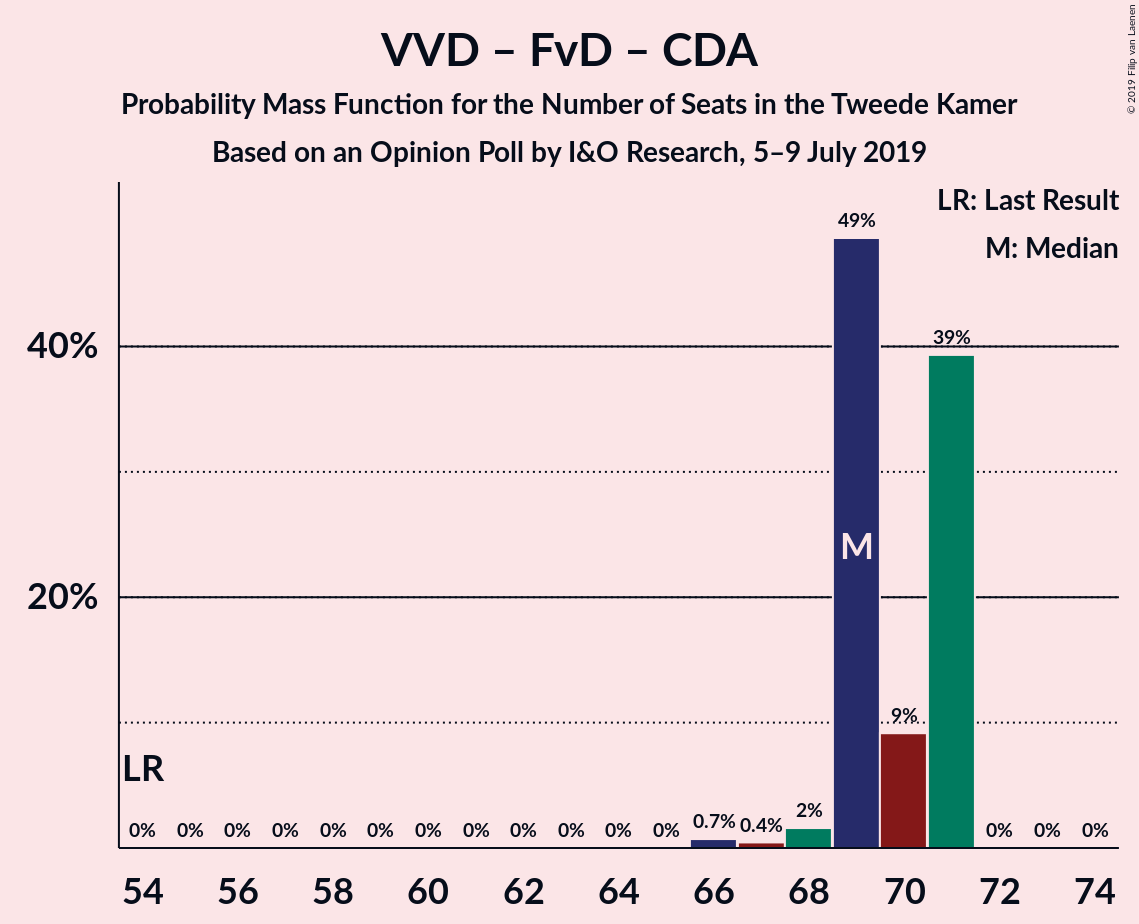 VVD – FvD – CDA
Probability Mass Function for the Number of Seats in the Tweede Kamer
Based on an Opinion Poll by I&O Research, 5–9 July 2019
© 2019 Filip van Laenen
LR: Last Result
M: Median
49%
40%
39%
M
20%
9%
LR
0% 0% 0% 0% 0% 0% 0% 0% 0% 0% 0% 0% 0.7% 0.4% 2% 0% 0% 0%
54 56 58 60 62 64 66 68 70 72 74